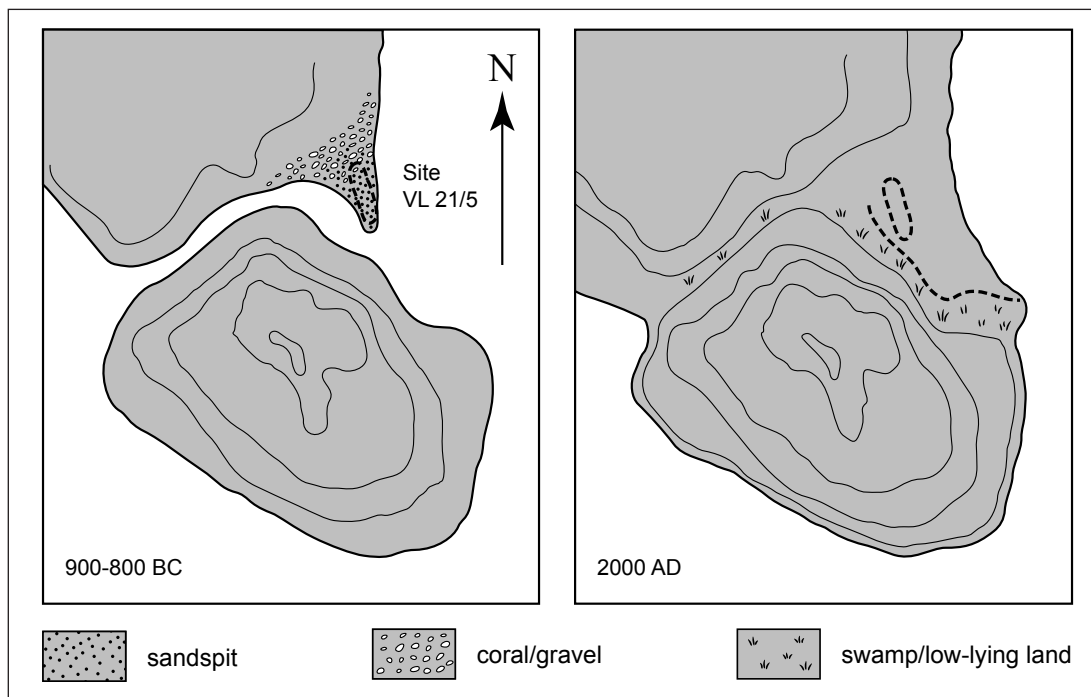 N
Site
VL 21/5
900-800 BC
2000 AD
sandspit
coral/gravel
swamp/low-lying land